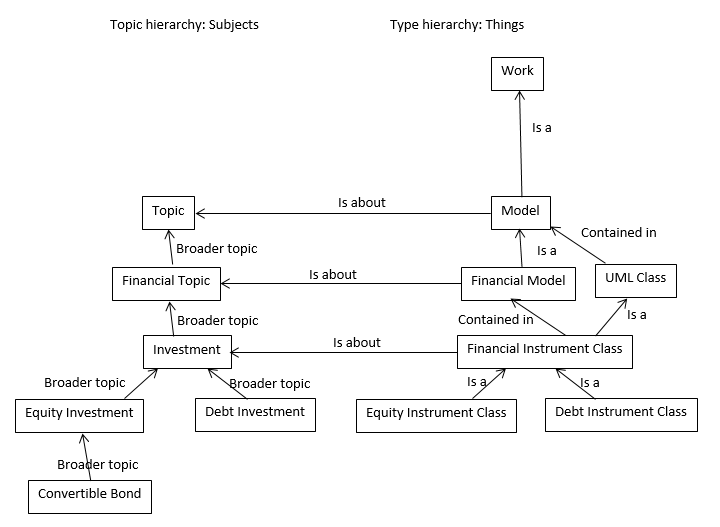 Topic hierarchy: Subjects
Type hierarchy: Things
Work
Is a
Topic
Is about
Model
Broader topic
Is a
Contained in
Financial Topic
Is about
Financial Model
UML Class
Broader topic
Contained in
Is a
Investment
Is about
Financial Instrument Class
Broader topic
Broader topic
Is a
Is a
Equity Investment
Debt Investment
Equity Instrument Class
Debt Instrument Class
Broader topic
Convertible Bond